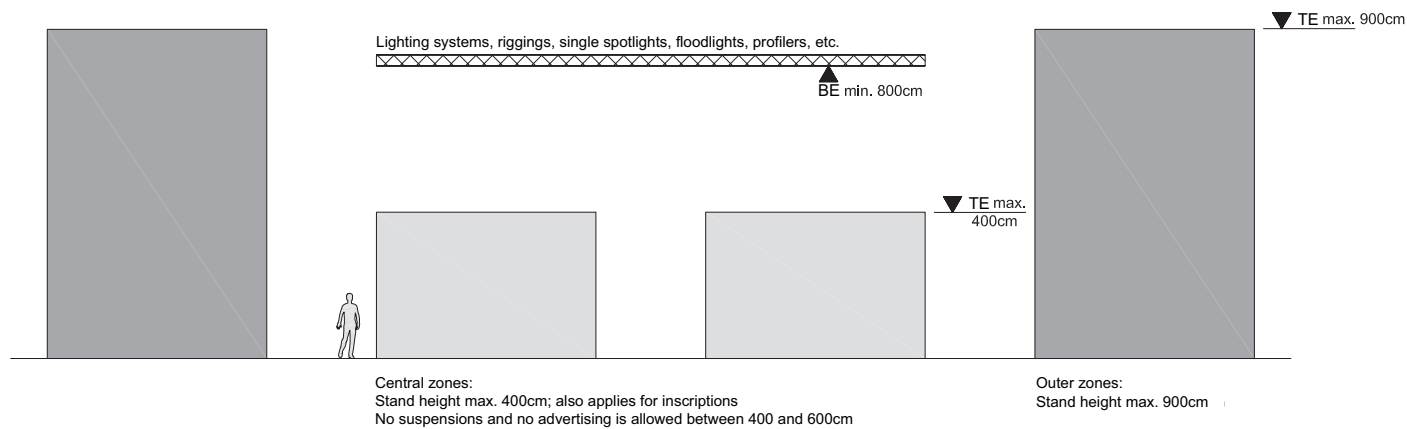 TE max. 900cm
Lighting systems, riggings, single spotlights, floodlights, profilers, etc.
BE min. 800cm
TE max.
400cm
Central zones:
Stand height max. 400cm; also applies for inscriptions
No suspensions and no advertising is allowed between 400 and 600cm
Outer zones:
Stand height max. 900cm